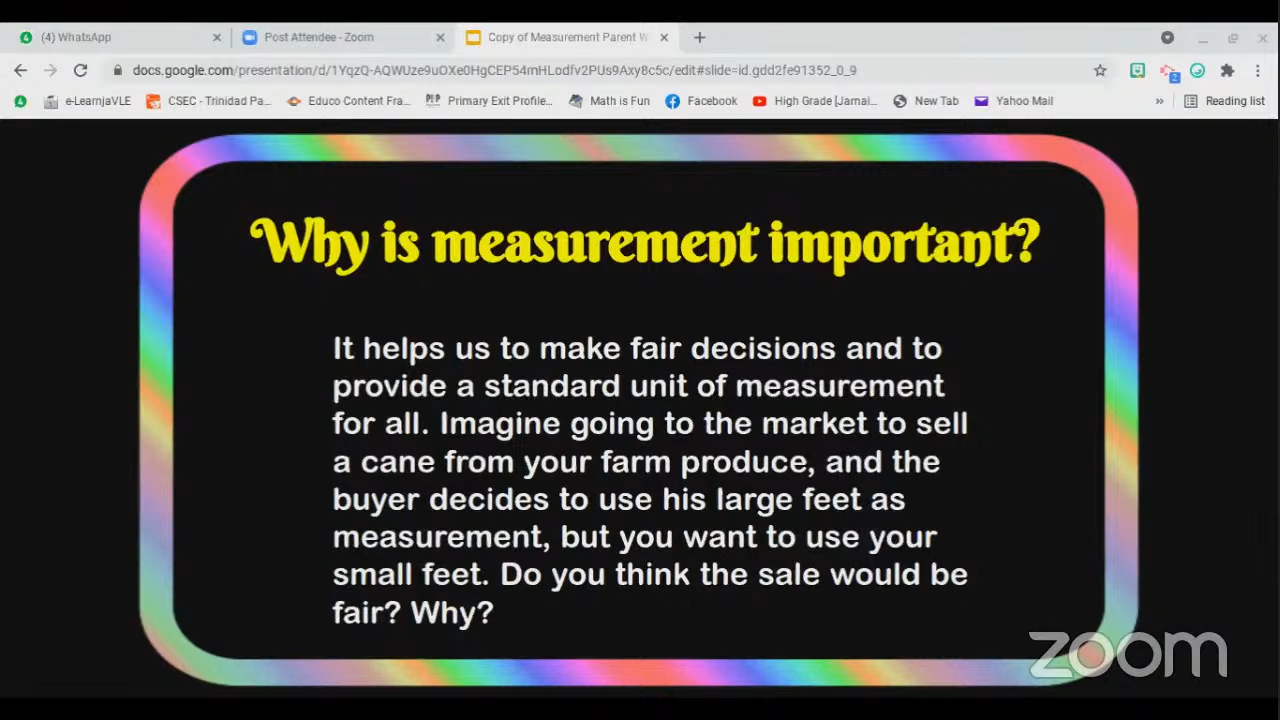 (4) WhatsApp
Post Attendee - Zoom
Copy of Measurement Parent W
docs.google.com/presentation/d/1YqzQ-AQWUze9uOXe0HgCEP54mHLodfv2PUs9Axy8c5c/edit#slide=id.gdd2fe91352_0_9
e-LearnjaVLE
CSEC - Trinidad Pa...
Educo Content Fra...
PEP
Primary Exit Profile...
Math is Fun
Facebook
High Grade [Jamai...
New Tab
Yahoo Mail
»
Reading list
Why is measurement important?
It helps us to make fair decisions and to
provide a standard unit of measurement
for all. Imagine going to the market to sell
a cane from your farm produce, and the
buyer decides to use his large feet as
measurement, but you want to use your
small feet. Do you think the sale would be
fair? Why?
zoom